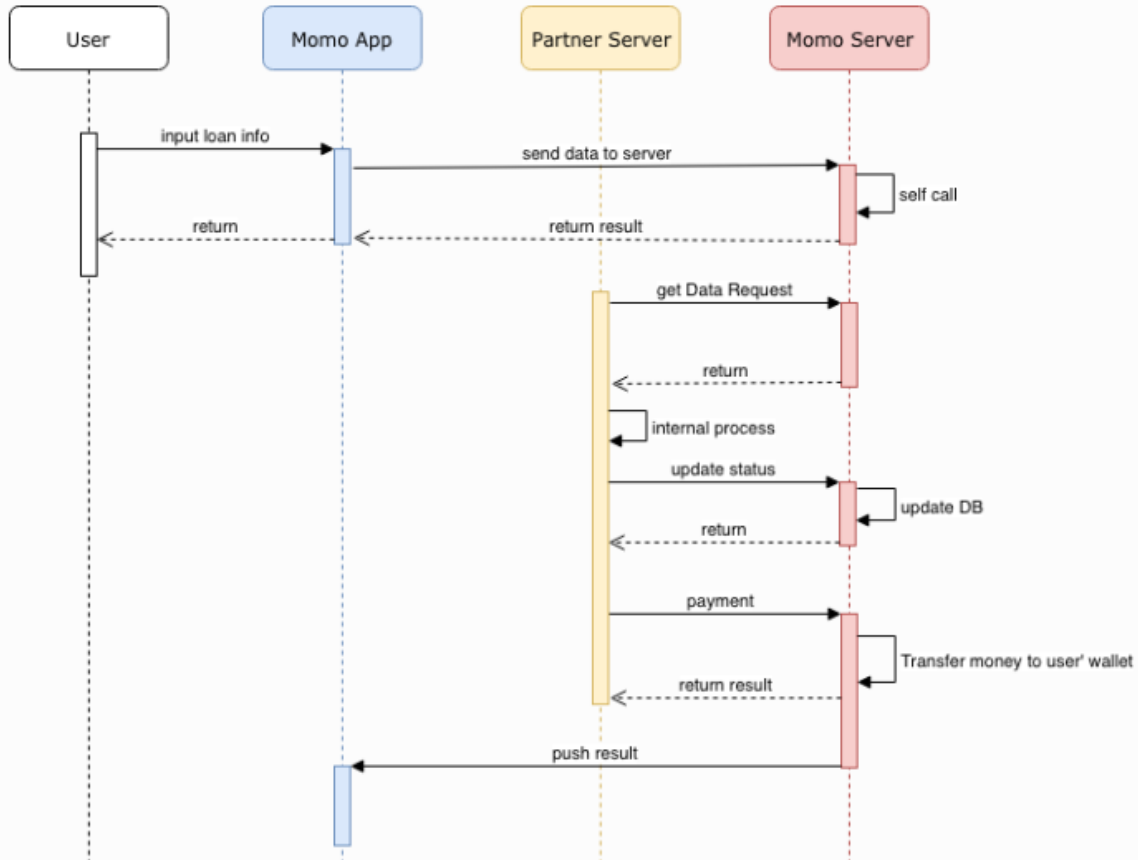 User
Momo App
Partner Server
Momo Server
input loan info
send data to server
self call
return
return result
get Data Request
return
internal process
update status
update DB
return
payment
Transfer money to user' wallet
return result
push result